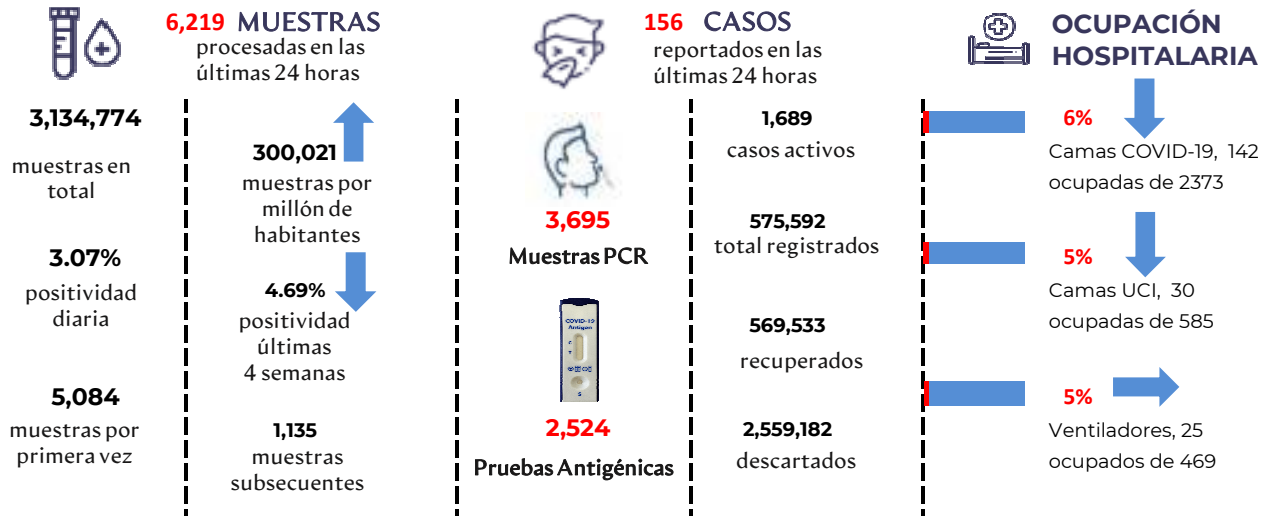 6,219 MUESTRAS
procesadas en las
últimas 24 horas
3,134,774
muestras en
total
3.07%
positividad
diaria
5,084
muestras por
primera vez
300,021
muestras por
millón de
habitantes
4.69%
positividad
últimas
4 semanas
1,135
muestras
subsecuentes
156 CASOS
reportados en las
últimas 24 horas
3,695
Muestras PCR
COVID-19
Antigen
C
T
S
2,524
Pruebas Antigénicas
1,689
casos activos
575,592
total registrados
569,533
recuperados
2,559,182
descartados
OCUPACIÓN
HOSPITALARIA
6%
Camas COVID-19, 142
ocupadas de 2373
5%
Camas UCI, 30
ocupadas de 585
5%
Ventiladores, 25
ocupados de 469